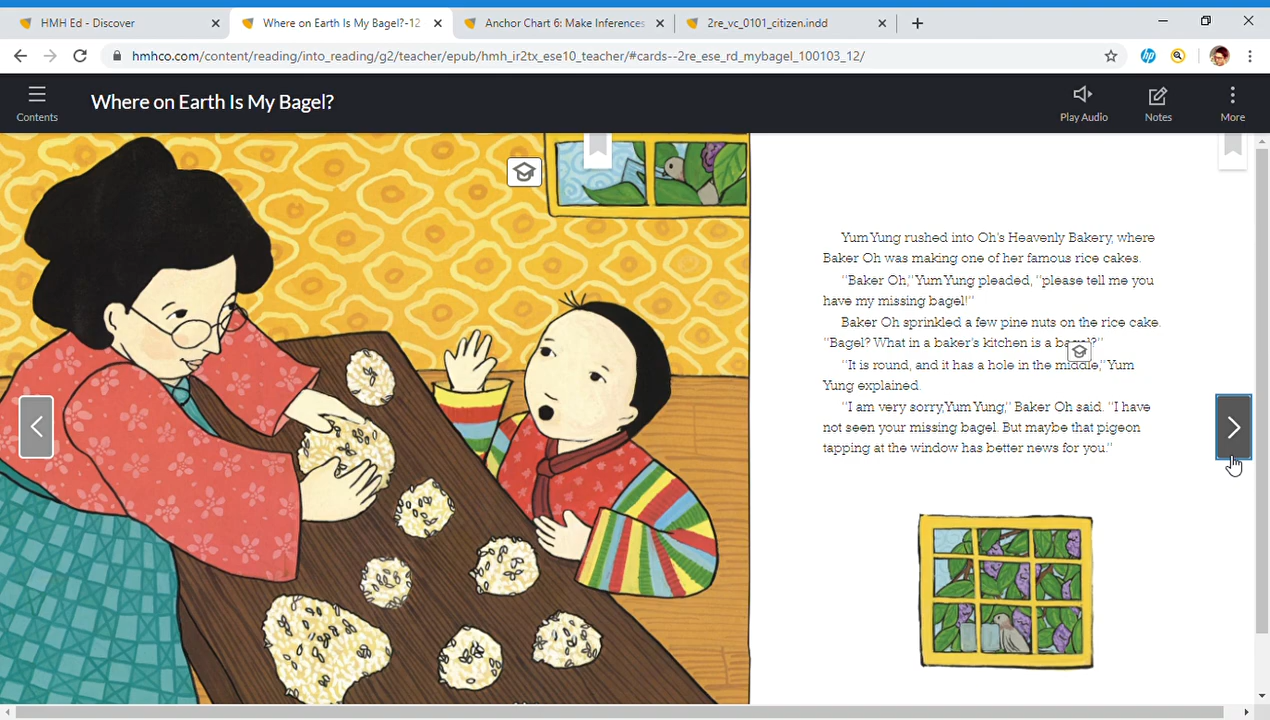 HMH Ed - Discover
Where on Earth Is My Bagel?-12
Anchor Chart 6: Make Inferences
2re_vc_0101_citizen.indd
hmhco.com/content/reading/into_reading/g2/teacher/epub/hmh_ir2tx_ese10_teacher/#cards--2re_ese_rd_mybagel_100103_12/
hp
Contents
Where on Earth Is My Bagel?
Play Audio
Notes
More
Yum Yung rushed into Oh's Heavenly Bakery, where
Baker Oh was making one of her famous rice cakes.
"Baker Oh," Yum Yung pleaded, "please tell me you
have my missing bagel!"
Baker Oh sprinkled a few pine nuts on the rice cake.
"Bagel? What in a baker's kitchen is a bagel?"
"It is round, and it has a hole in the middle," Yum
Yung explained.
"I am very sorry, Yum Yung," Baker Oh said. "I have
not seen your missing bagel. But maybe that pigeon
tapping at the window has better news for you."